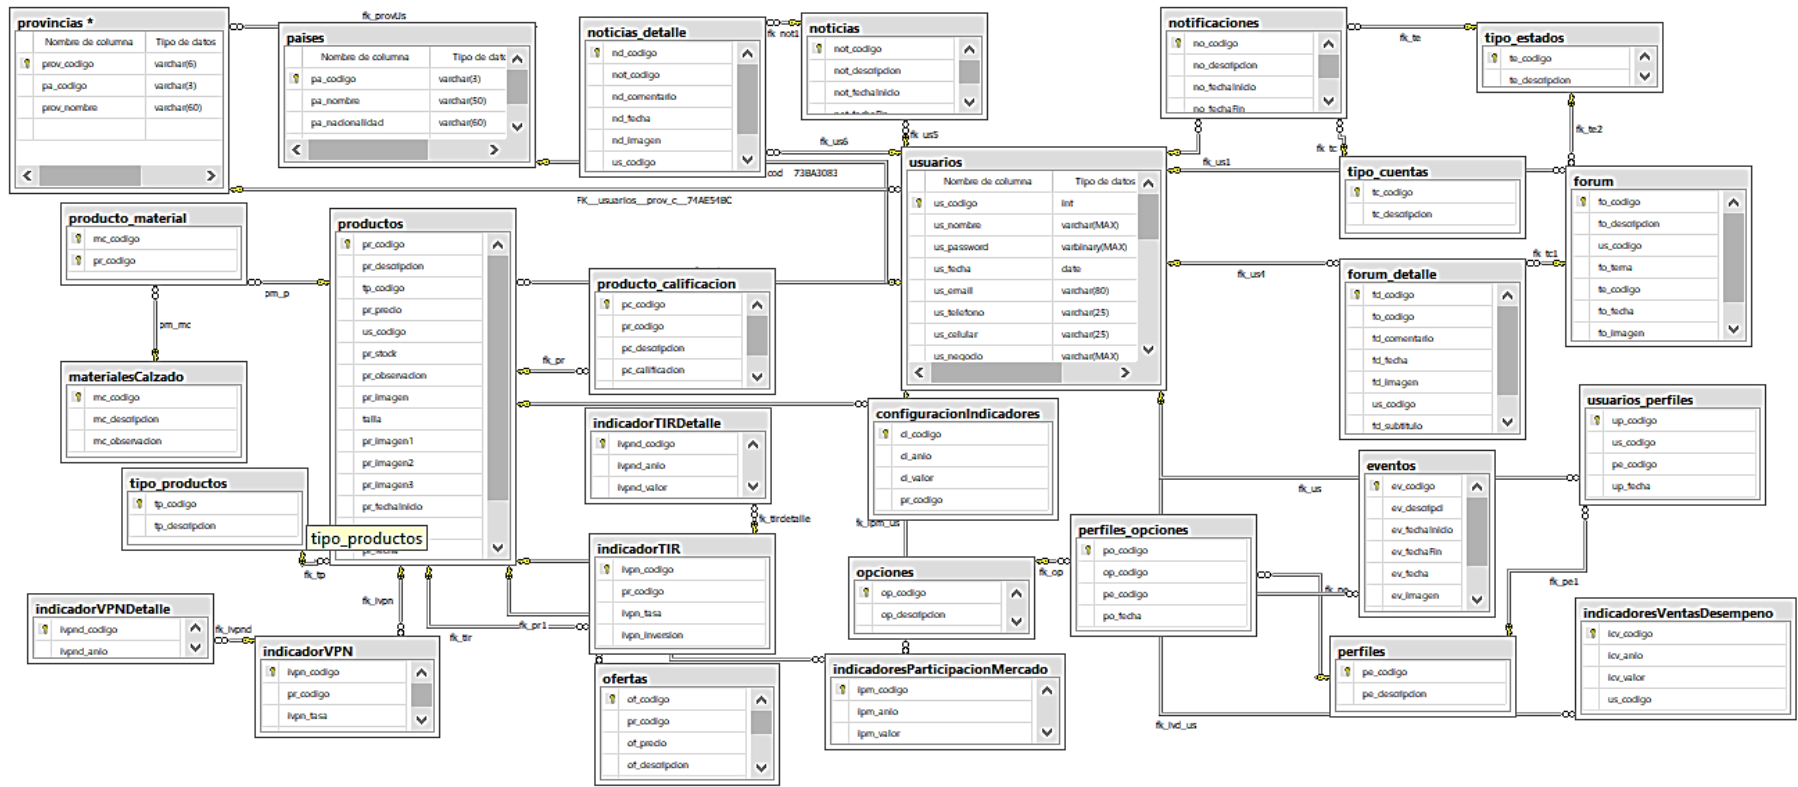 provincias *
Nombre de columna Tipo de datos
prov_codigo varchar(6)
pa_codigo varchar(3)
prov_nombre varchar(60)
fk_provUs
paises
Nombre de columna Tipo de datc
pa_codigo varchar(3)
pa_nombre varchar(50)
pa_nacionalidad varchar(60)
noticias_detalle
nd_codigo
not_codigo
nd_comentario
nd_fecha
nd_imagen
us_codigo
fk_not1
noticias
not_codigo
not_descripcion
not_fechaInicio
not_fechaFin
fk_us5
fk_us6
cod 73BA3083
FK__usuarios__prov_c__74AE54BC
notificaciones
no_codigo
no_descripcion
no_fechaInicio
no_fechaFin
fk_te
tipo_estados
te_codigo
te_descripcion
fk_te2
fk_tc
fk_us1
tipo_cuentas
tc_codigo
tc_descripcion
forum
fo_codigo
fo_descripcion
us_codigo
fo_tema
te_codigo
fo_fecha
fo_imagen
usuarios
Nombre de columna Tipo de datos
us_codigo int
us_nombre varchar(MAX)
us_password varbinary(MAX)
us_fecha date
us_email varchar(80)
us_telefono varchar(25)
us_celular varchar(25)
us_negocio varchar(MAX)
fk_us4
fk_tc1
forum_detalle
fd_codigo
fo_codigo
fd_comentario
fd_fecha
fd_imagen
us_codigo
fd_subtitulo
producto_material
mc_codigo
pr_codigo
pm_p
pm_mc
materialesCalzado
mc_codigo
mc_descripcion
mc_observacion
productos
pr_codigo
pr_descripcion
tp_codigo
pr_precio
us_codigo
pr_stock
pr_observacion
pr_imagen
talla
pr_imagen1
pr_imagen2
pr_imagen3
pr_fechaInicio
pr_fecha
producto_calificacion
pc_codigo
pr_codigo
pc_descripcion
pc_calificacion
fk_pr
tipo_productos
tp_codigo
tp_descripcion
tipo_productos
fk_tp
indicadorTIRDetalle
ivpnd_codigo
ivpnd_anio
ivpnd_valor
fk_tirdetalle
configuracionIndicadores
ci_codigo
ci_anio
ci_valor
pr_codigo
fk_ipm_us
usuarios_perfiles
up_codigo
us_codigo
pe_codigo
up_fecha
fk_us
eventos
ev_codigo
ev_descripci
ev_fechaInicio
ev_fechaFin
ev_fecha
ev_imagen
perfiles_opciones
po_codigo
op_codigo
pe_codigo
po_fecha
fk_op
fk_pe1
opciones
op_codigo
op_descripcion
indicadorTIR
ivpn_codigo
pr_codigo
ivpn_tasa
ivpn_inversion
fk_pr1
fk_tir
fk_ivpn
indicadorVPNDetalle
ivpnd_codigo
ivpnd_anio
fk_ivpnd
indicadorVPN
ivpn_codigo
pr_codigo
ivpn_tasa
ofertas
of_codigo
pr_codigo
of_precio
of_descripcion
indicadoresParticipacionMercado
ipm_codigo
ipm_anio
ipm_valor
perfiles
pe_codigo
pe_descripcion
indicadoresVentasDesempeno
icv_codigo
icv_anio
icv_valor
us_codigo
fk_ivd_us